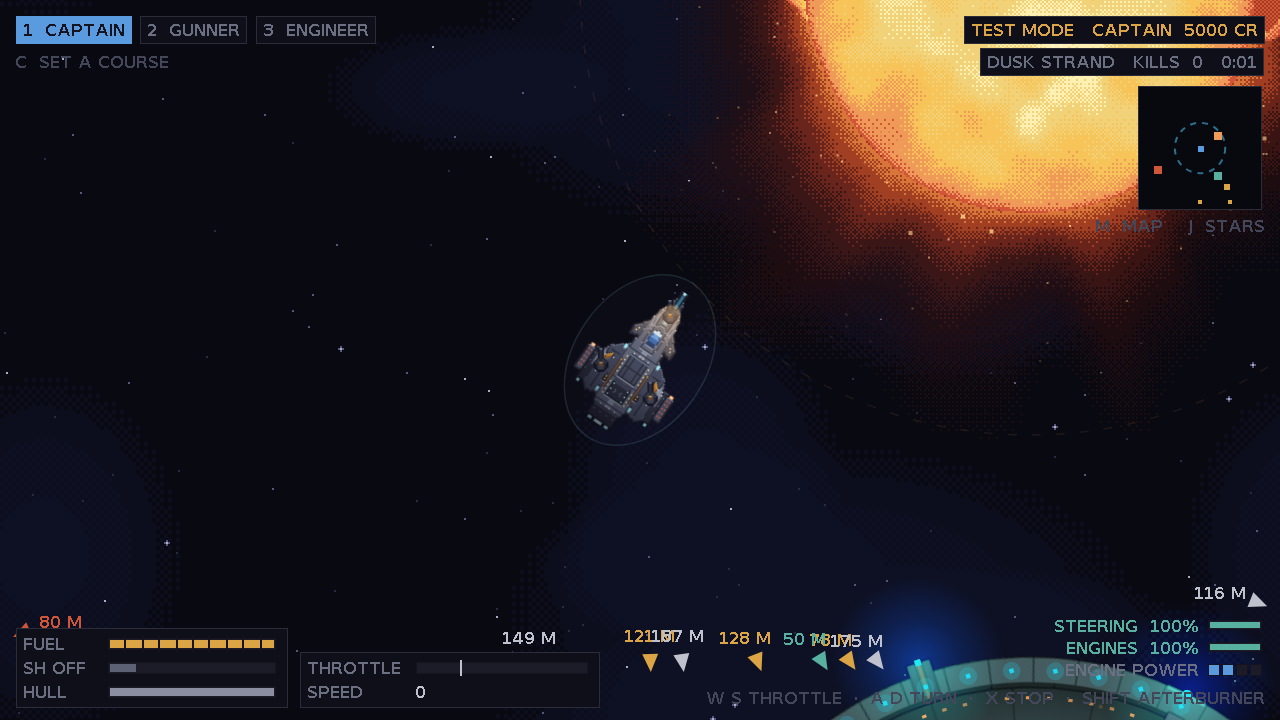 1 CAPTAIN 2 GUNNER 3 ENGINEER
C SET A COURSE
TEST MODE CAPTAIN 5000 CR
DUSK STRAND KILLS 0 0:01
M MAP J STARS
116 M
80 M
149 M
128 M
50 M
FUEL
SH OFF
HULL
THROTTLE
SPEED 0
STEERING 100%
ENGINES 100%
ENGINE POWER
W S THROTTLE · A D TURN · X STOP · SHIFT AFTERBURNER